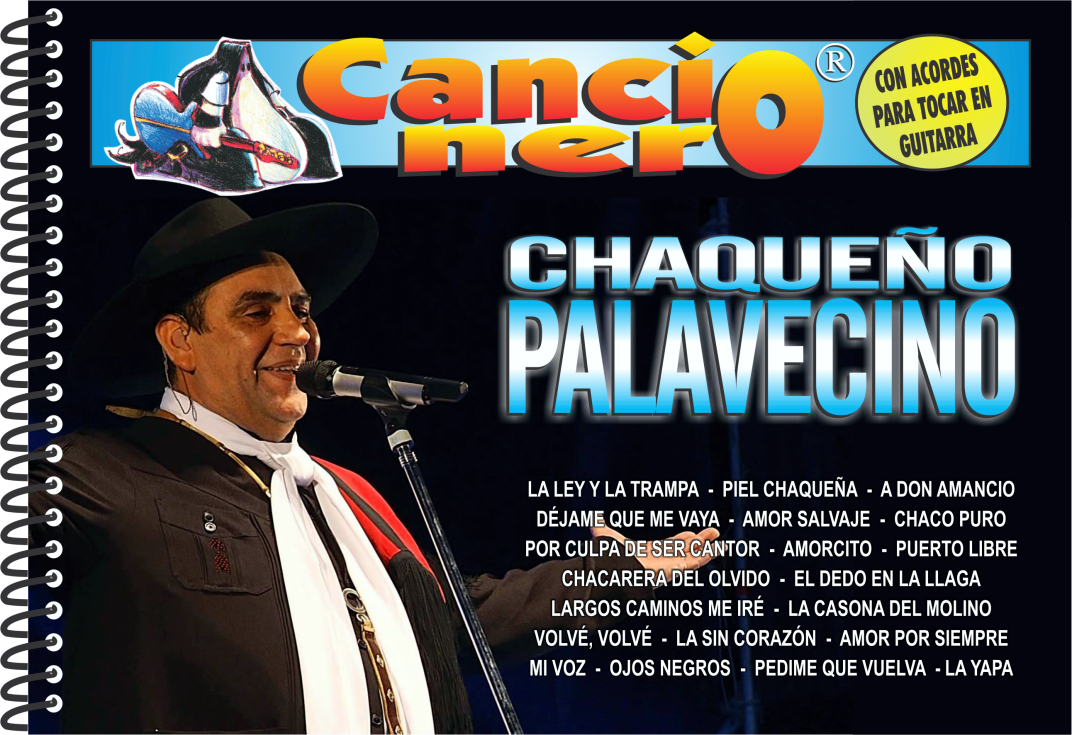 Canci
nerO®
CON ACORDES
PARA TOCAR EN
GUITARRA
CHAQUEÑO
PALAVECINO
LA LEY Y LA TRAMPA - PIEL CHAQUEÑA - A DON AMANCIO
DÉJAME QUE ME VAYA - AMOR SALVAJE - CHACO PURO
POR CULPA DE SER CANTOR - AMORCITO - PUERTO LIBRE
CHACARERA DEL OLVIDO - EL DEDO EN LA LLAGA
LARGOS CAMINOS ME IRÉ - LA CASONA DEL MOLINO
VOLVÉ, VOLVÉ - LA SIN CORAZÓN - AMOR POR SIEMPRE
MI VOZ - OJOS NEGROS - PEDIME QUE VUELVA - LA YAPA